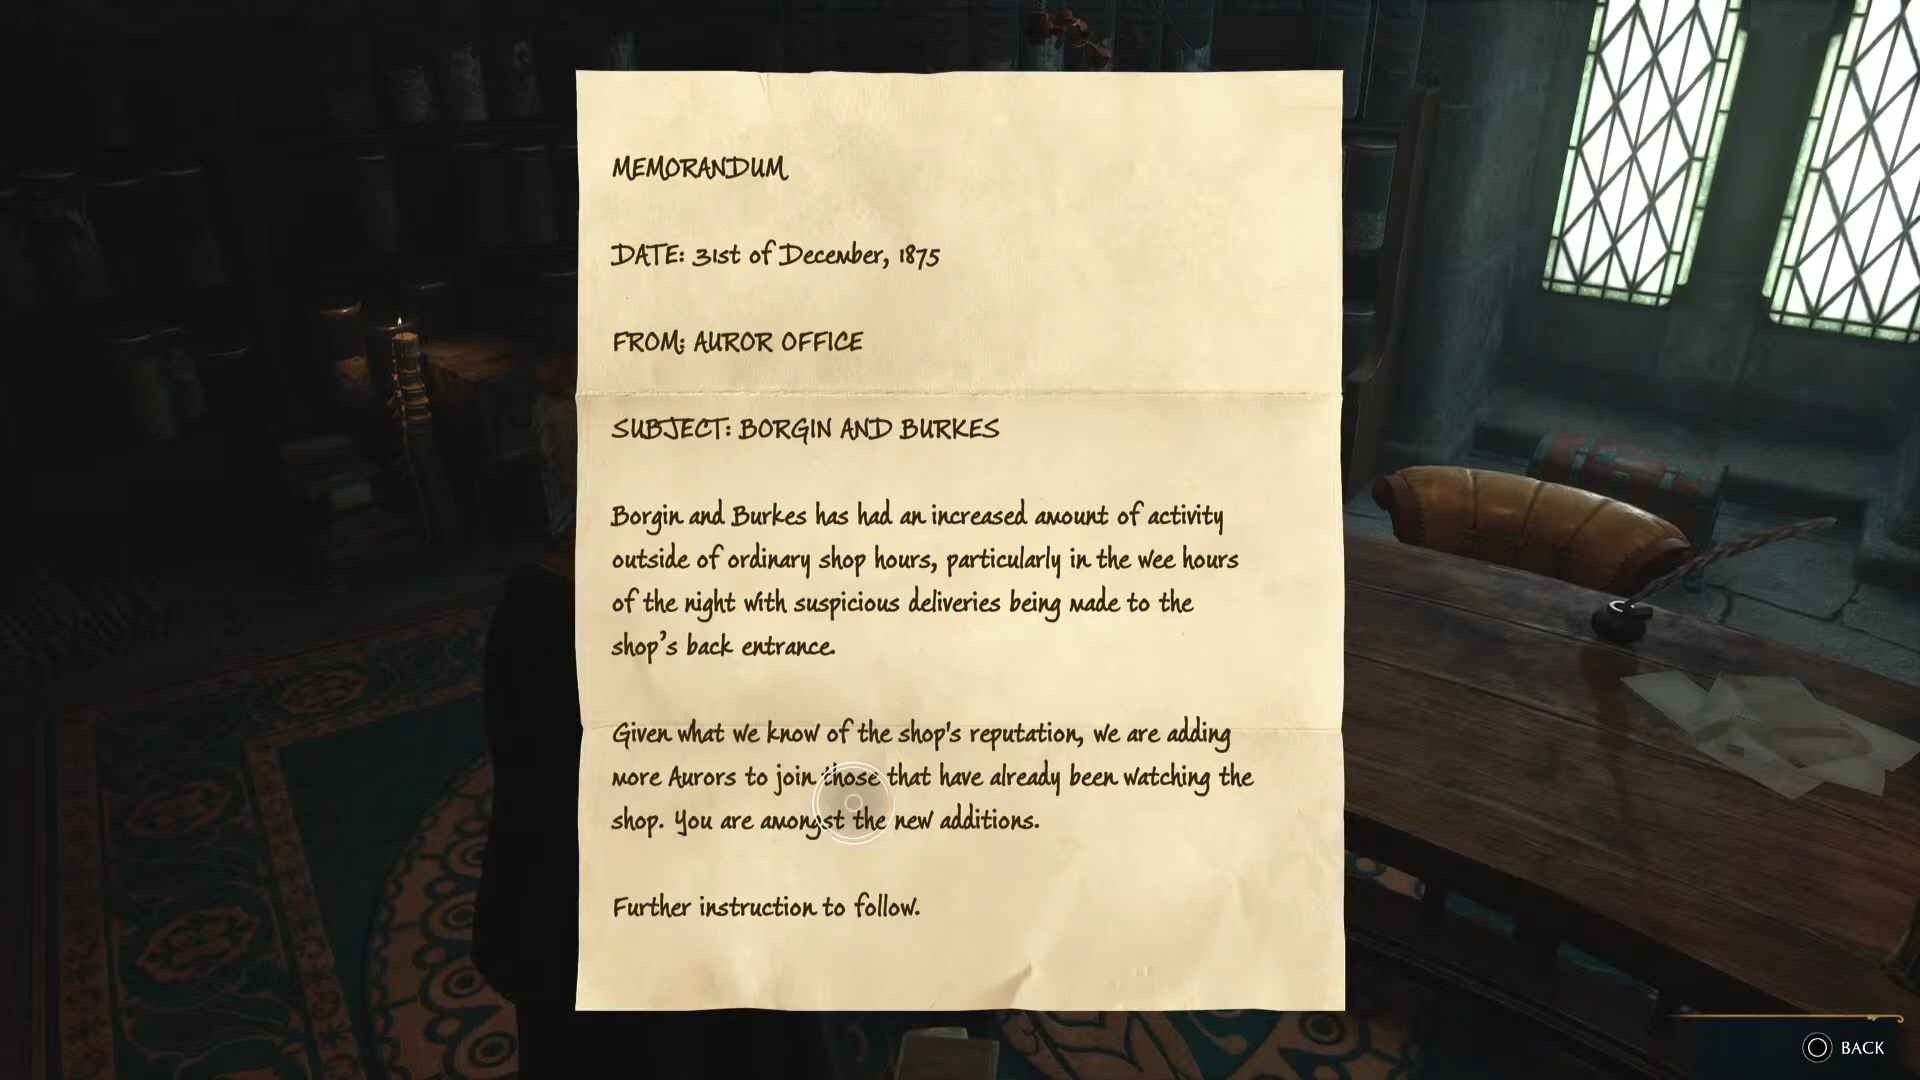 MEMORANDUM
DATE: 31st of December, 1875
FROM: AUROR OFFICE
SUBJECT: BORGIN AND BURKES
Borgin and Burkes has had an increased amount of activity
outside of ordinary shop hours, particularly in the wee hours
of the night with suspicious deliveries being made to the
shop’s back entrance.
Given what we know of the shop's reputation, we are adding
more Aurors to join those that have already been watching the
shop. You are amongst the new additions.
Further instruction to follow.
BACK